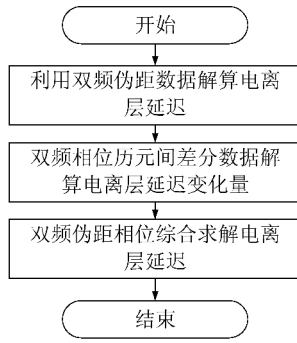 开始
利用双频伪距数据解算电离
层延迟
双频相位历元间差分数据解
算电离层延迟变化量
双频伪距相位综合求解电离
层延迟
结束